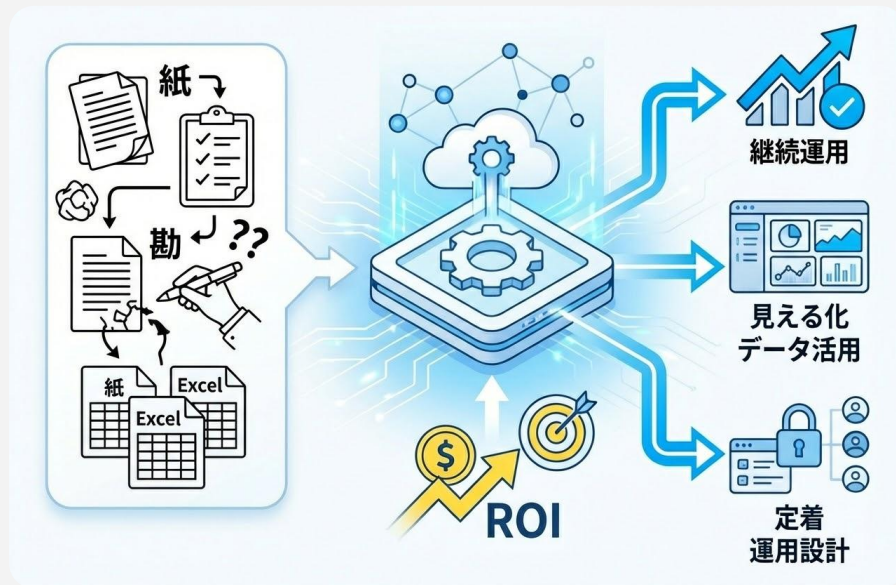 紙
勘
??
紙
Excel
Excel
$
ROI
継続運用
見える化
データ活用
定着
運用設計